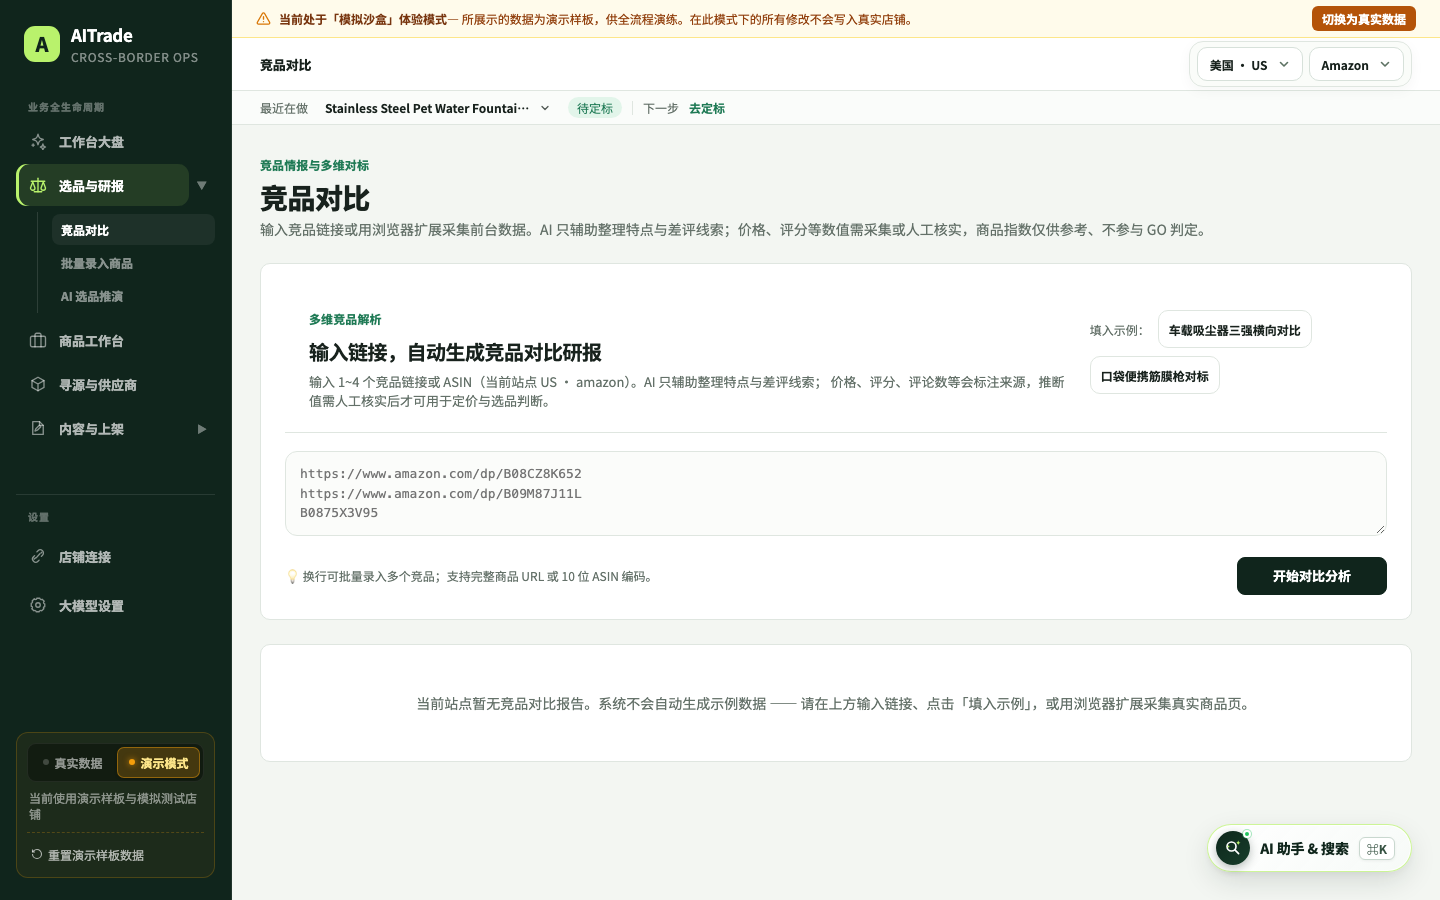 当前处于「模拟沙盒」体验模式— 所展示的数据为演示样板，供全流程演练。在此模式下的所有修改不会写入真实店铺。
切换为真实数据
A
AITrade
CROSS-BORDER OPS
业务全生命周期
工作台大盘
选品与研报
▼
竞品对比
批量录入商品
AI 选品推演
商品工作台
寻源与供应商
内容与上架
▶
设置
店铺连接
大模型设置
真实数据
演示模式
当前使用演示样板与模拟测试店
铺
重置演示样板数据
竞品对比
美国 · US
Amazon
最近在做
Stainless Steel Pet Water Fountai···
待定标
下一步
去定标
竞品情报与多维对标
竞品对比
输入竞品链接或用浏览器扩展采集前台数据。AI 只辅助整理特点与差评线索；价格、评分等数值需采集或人工核实，商品指数仅供参考、不参与 GO 判定。
多维竞品解析
输入链接，自动生成竞品对比研报
输入 1~4 个竞品链接或 ASIN（当前站点 US · amazon）。AI 只辅助整理特点与差评线索； 价格、评分、评论数等会标注来源，推断
值需人工核实后才可用于定价与选品判断。
填入示例：
车载吸尘器三强横向对比
口袋便携筋膜枪对标
https://www.amazon.com/dp/B08CZ8K652
https://www.amazon.com/dp/B09M87J11L
B0875X3V95
💡 换行可批量录入多个竞品；支持完整商品 URL 或 10 位 ASIN 编码。
开始对比分析
当前站点暂无竞品对比报告。系统不会自动生成示例数据 —— 请在上方输入链接、点击「填入示例」，或用浏览器扩展采集真实商品页。
AI 助手 & 搜索
⌘K